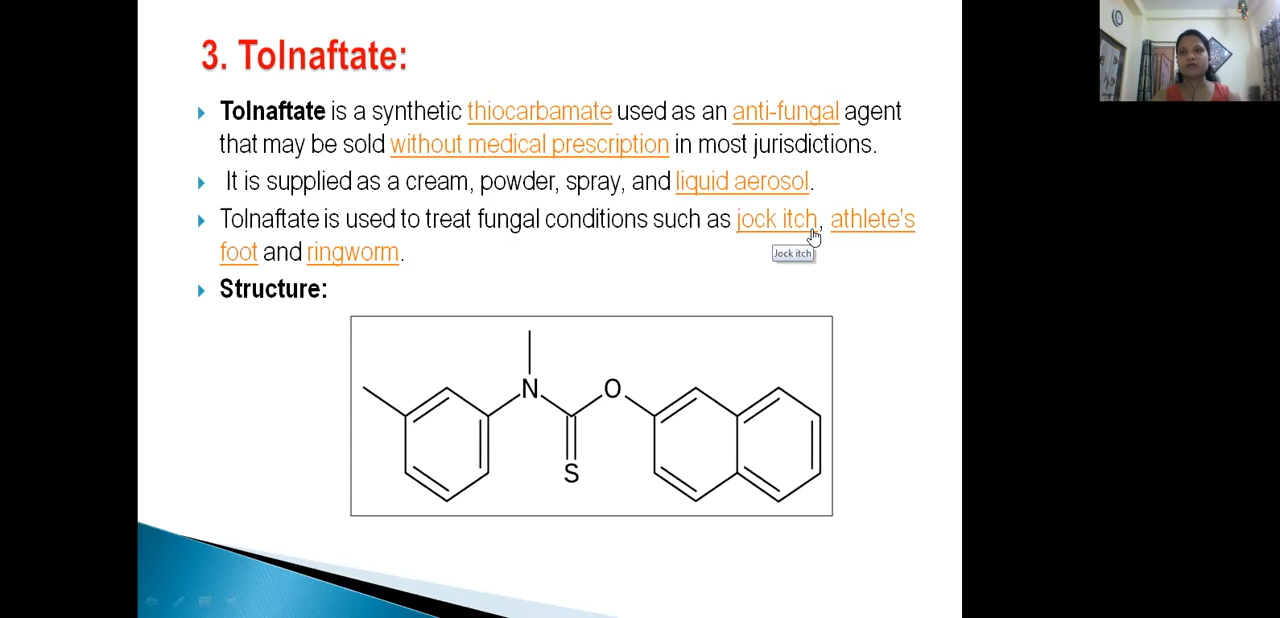 3. Tolnaftate:
Tolnaftate is a synthetic thiocarbamate used as an anti-fungal agent
that may be sold without medical prescription in most jurisdictions.
It is supplied as a cream, powder, spray, and liquid aerosol.
Tolnaftate is used to treat fungal conditions such as jock itch, athlete's
foot and ringworm.
Jock itch
Structure:
N
O
S